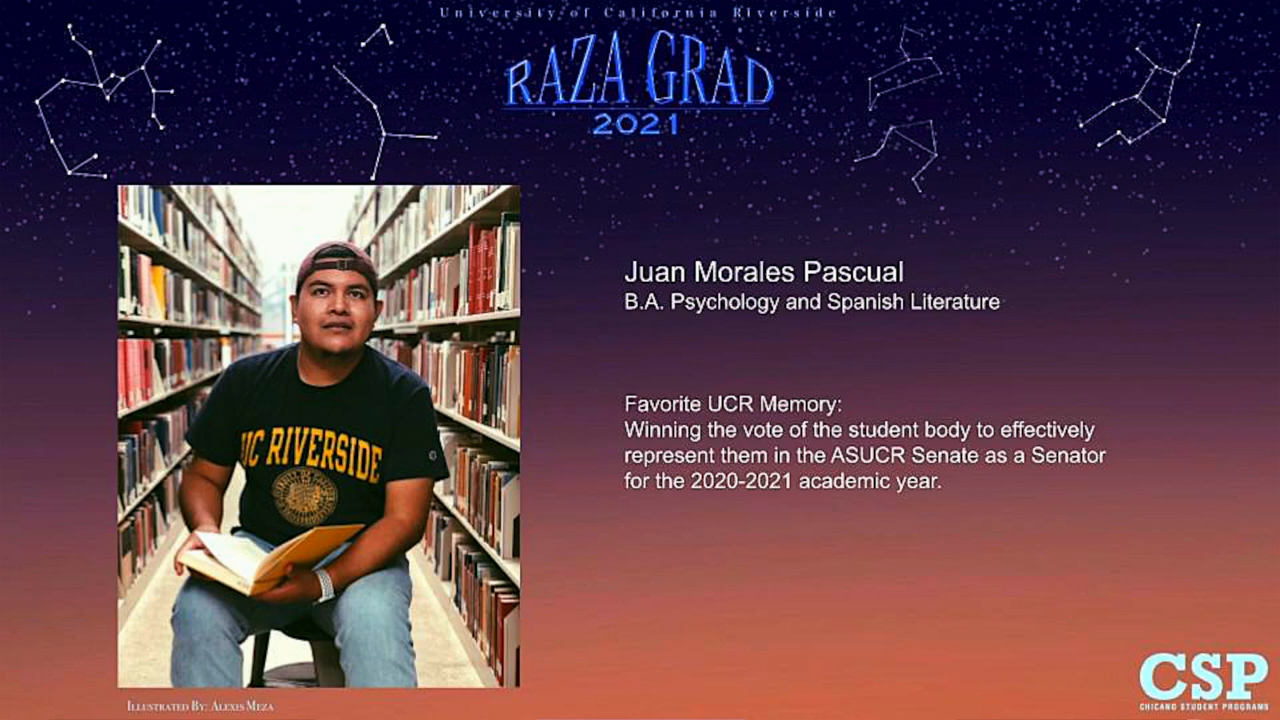 University of California Riverside
RAZA GRAD
2021
Juan Morales Pascual
B.A. Psychology and Spanish Literature
Favorite UCR Memory:
Winning the vote of the student body to effectively
represent them in the ASUCR Senate as a Senator
for the 2020-2021 academic year.
UC RIVERSIDE
Illustrated By: Alexis Meza
CSP
CHICANO STUDENT PROGRAMS